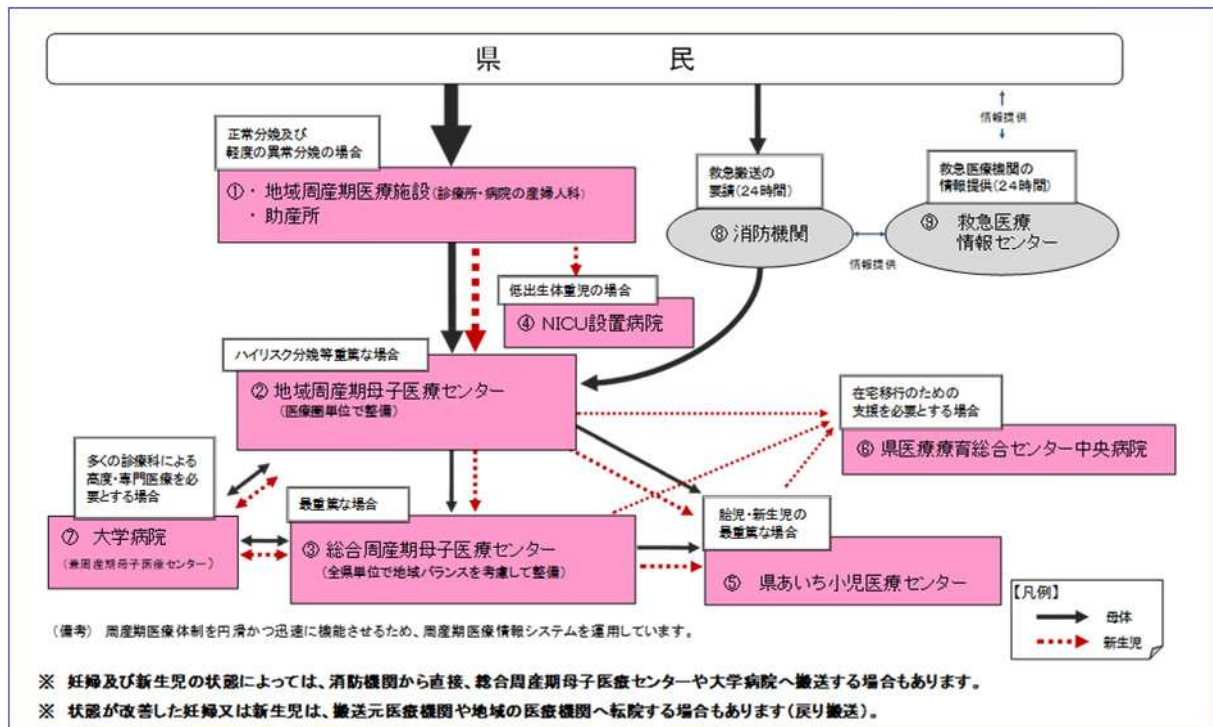 県 民
正常分娩及び
軽度の異常分娩の場合
①・地域周産期医療施設(診療所・病院の産婦人科)
・助産所
救急搬送の
要請(24時間)
⑧消防機関
情報提供
救急医療機関の
情報提供(24時間)
⑨ 救急医療
情報センター
情報提供
低出生体重児の場合
④ NICU設置病院
ハイリスク分娩等重篤な場合
②地域周産期母子医療センター
(医療圏単位で整備)
在宅移行のための
支援を必要とする場合
⑥ 県医療療育総合センター中央病院
多くの診療科による
高度・専門医療を必
要とする場合
⑦ 大学病院
(兼周産期母子医療センター)
最重篤な場合
③ 総合周産期母子医療センター
(全県単位で地域バランスを考慮して整備)
胎児・新生児の
最重篤な場合
⑤ 県あいち小児医療センター
【凡例】
母体
新生児
(備考) 周産期医療体制を円滑かつ迅速に機能させるため、周産期医療情報システムを運用しています。
※ 妊婦及び新生児の状態によっては、消防機関から直接、総合周産期母子医療センターや大学病院へ搬送する場合もあります。
※ 状態が改善した妊婦又は新生児は、搬送元医療機関や地域の医療機関へ転院する場合もあります(戻り搬送)。